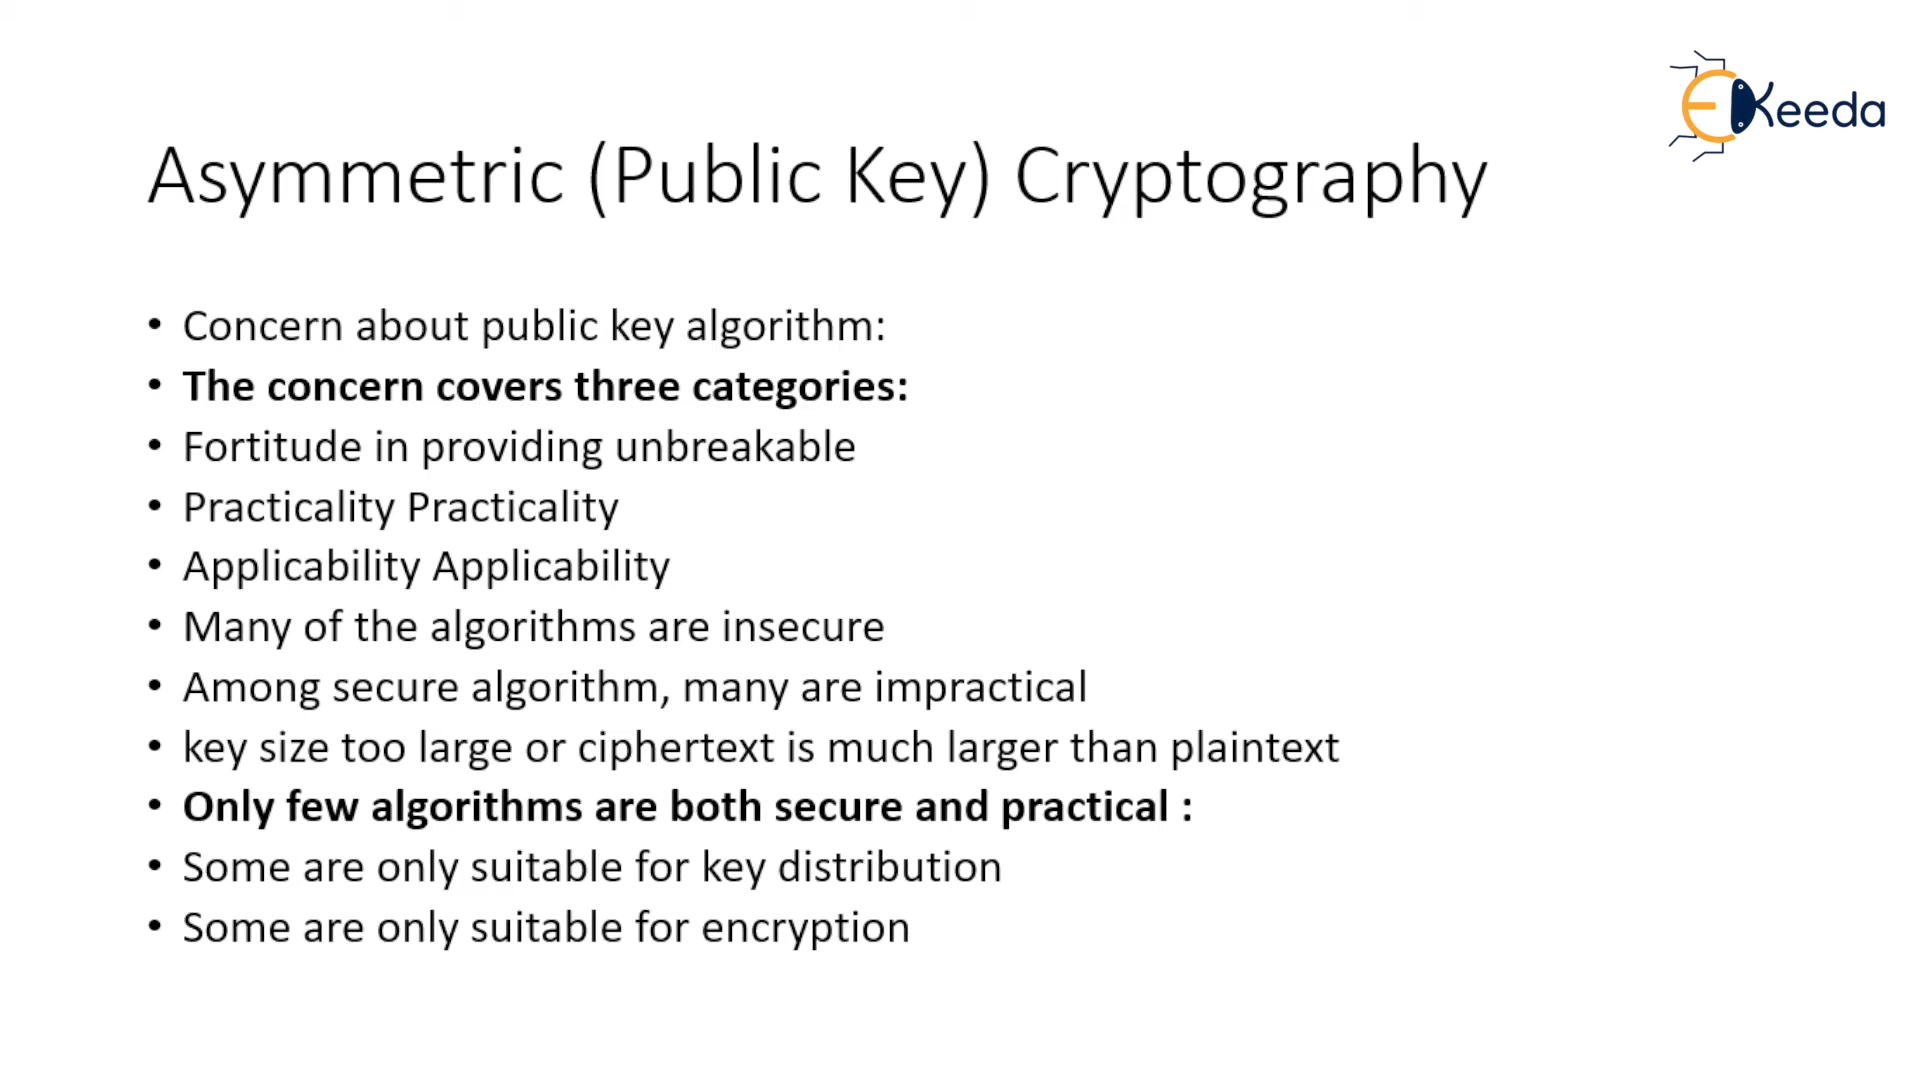 EKeeda
Asymmetric (Public Key) Cryptography
• Concern about public key algorithm:
• The concern covers three categories:
• Fortitude in providing unbreakable
• Practicality Practicality
• Applicability Applicability
• Many of the algorithms are insecure
• Among secure algorithm, many are impractical
• key size too large or ciphertext is much larger than plaintext
• Only few algorithms are both secure and practical :
• Some are only suitable for key distribution
• Some are only suitable for encryption